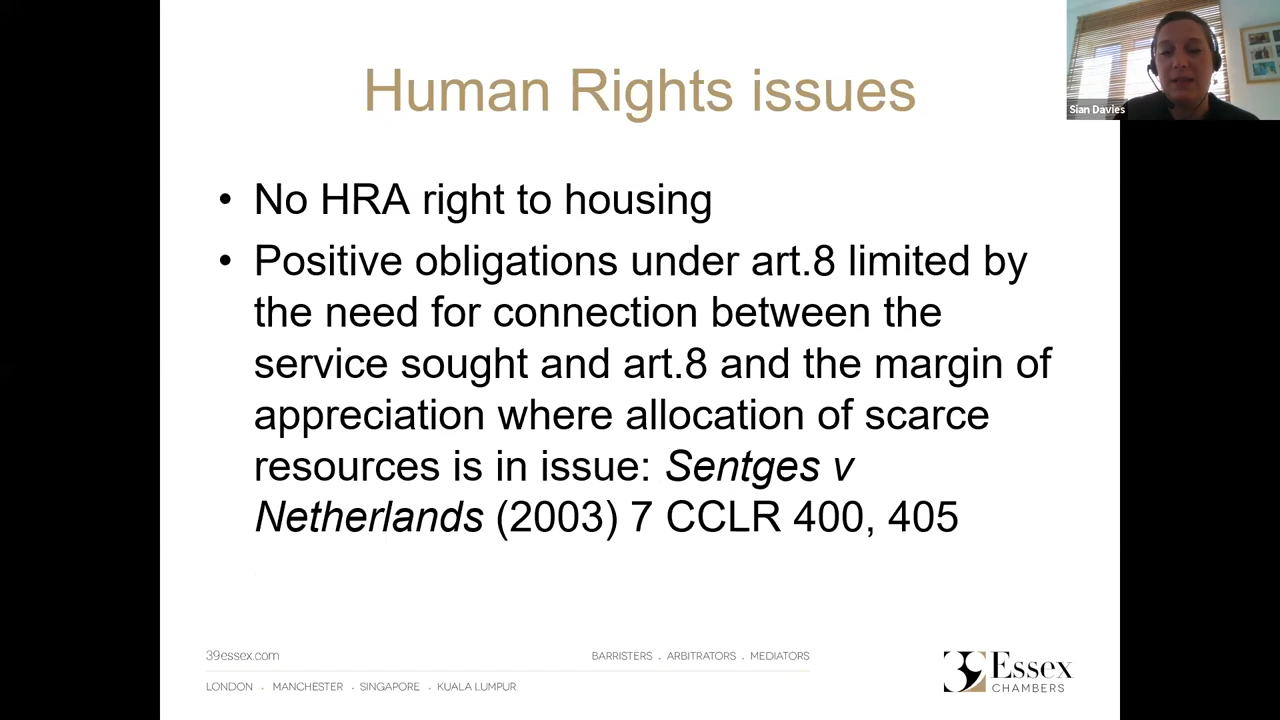 Human Rights issues
Sian Davies
• No HRA right to housing
• Positive obligations under art.8 limited by
the need for connection between the
service sought and art.8 and the margin of
appreciation where allocation of scarce
resources is in issue: Sentges v
Netherlands (2003) 7 CCLR 400, 405
39essex.com
BARRISTERS . ARBITRATORS . MEDIATORS
LONDON . MANCHESTER . SINGAPORE . KUALA LUMPUR
39 Essex
CHAMBERS